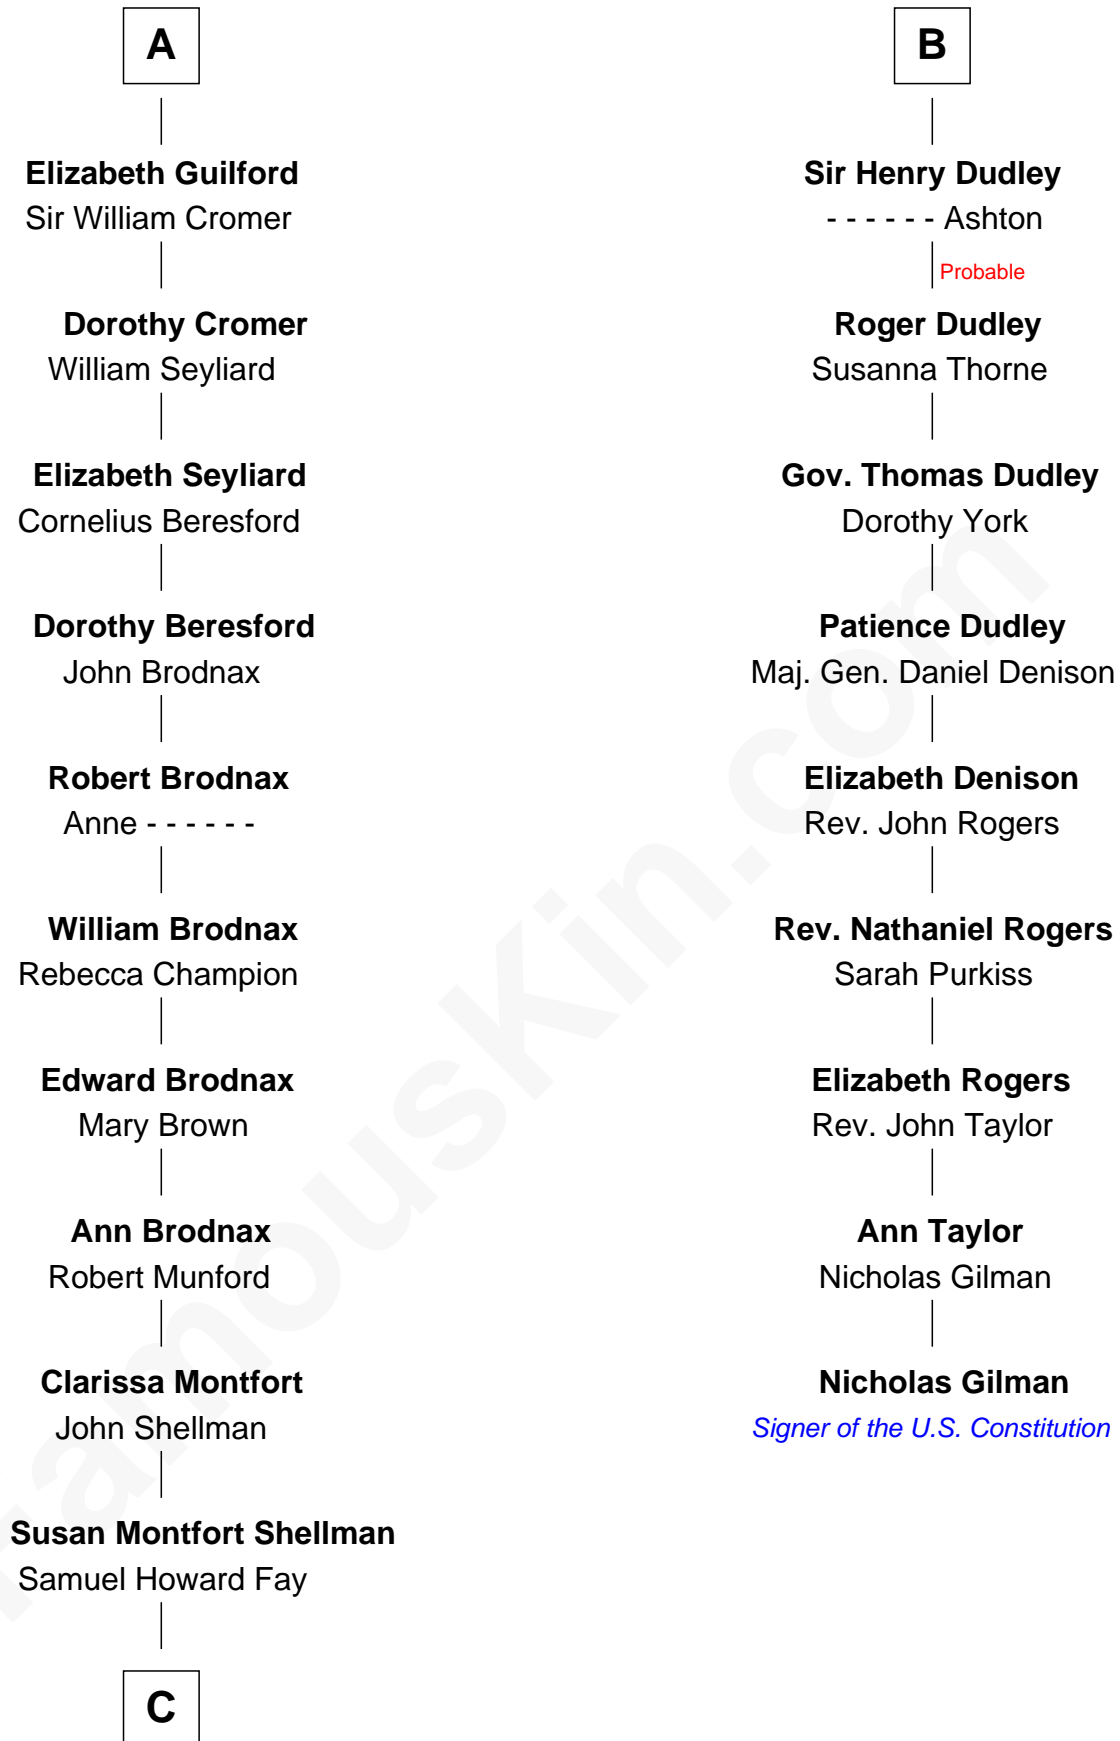 A
Elizabeth Guilford
Sir William Cromer
Dorothy Cromer
William Seyliard
Elizabeth Seyliard
Cornelius Beresford
Dorothy Beresford
John Brodnax
Robert Brodnax
Anne - - - - - -
William Brodnax
Rebecca Champion
Edward Brodnax
Mary Brown
Ann Brodnax
Robert Munford
Clarissa Montfort
John Shellman
Susan Montfort Shellman
Samuel Howard Fay
C
B
Sir Henry Dudley
- - - - - - Ashton
Probable
Roger Dudley
Susanna Thorne
Gov. Thomas Dudley
Dorothy York
Patience Dudley
Maj. Gen. Daniel Denison
Elizabeth Denison
Rev. John Rogers
Rev. Nathaniel Rogers
Sarah Purkiss
Elizabeth Rogers
Rev. John Taylor
Ann Taylor
Nicholas Gilman
Nicholas Gilman
Signer of the U.S. Constitution
FamousKin.com